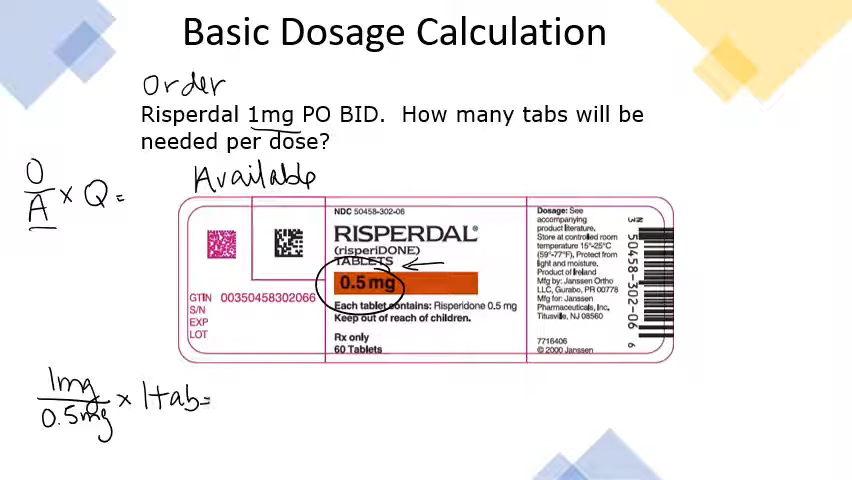 Basic Dosage Calculation
Order
Risperdal 1mg PO BID. How many tabs will be
needed per dose?
O
A × Q =
Available
NDC 50458-302-06
RISPERDAL®
(risperiDONE)
TABLETS
0.5 mg
Each tablet contains: Risperidone 0.5 mg
Keep out of reach of children.
Rx only
60 Tablets
GTIN 00350458302066
S/N
EXP
LOT
Dosage: See
accompanying
product literature.
Store at controlled room
temperature 15°-25°C
(59°-77°F), Protect from
light and moisture.
Product of Ireland
Mfg by: Janssen Ortho
LLC, Gurabo, PR 00778
Mfg for: Janssen
Pharmaceuticals, Inc.
Titusville, NJ 08560
7716406
© 2000 Janssen
N
3 50458-302-06 6
1mg
0.5mg × 1tab=